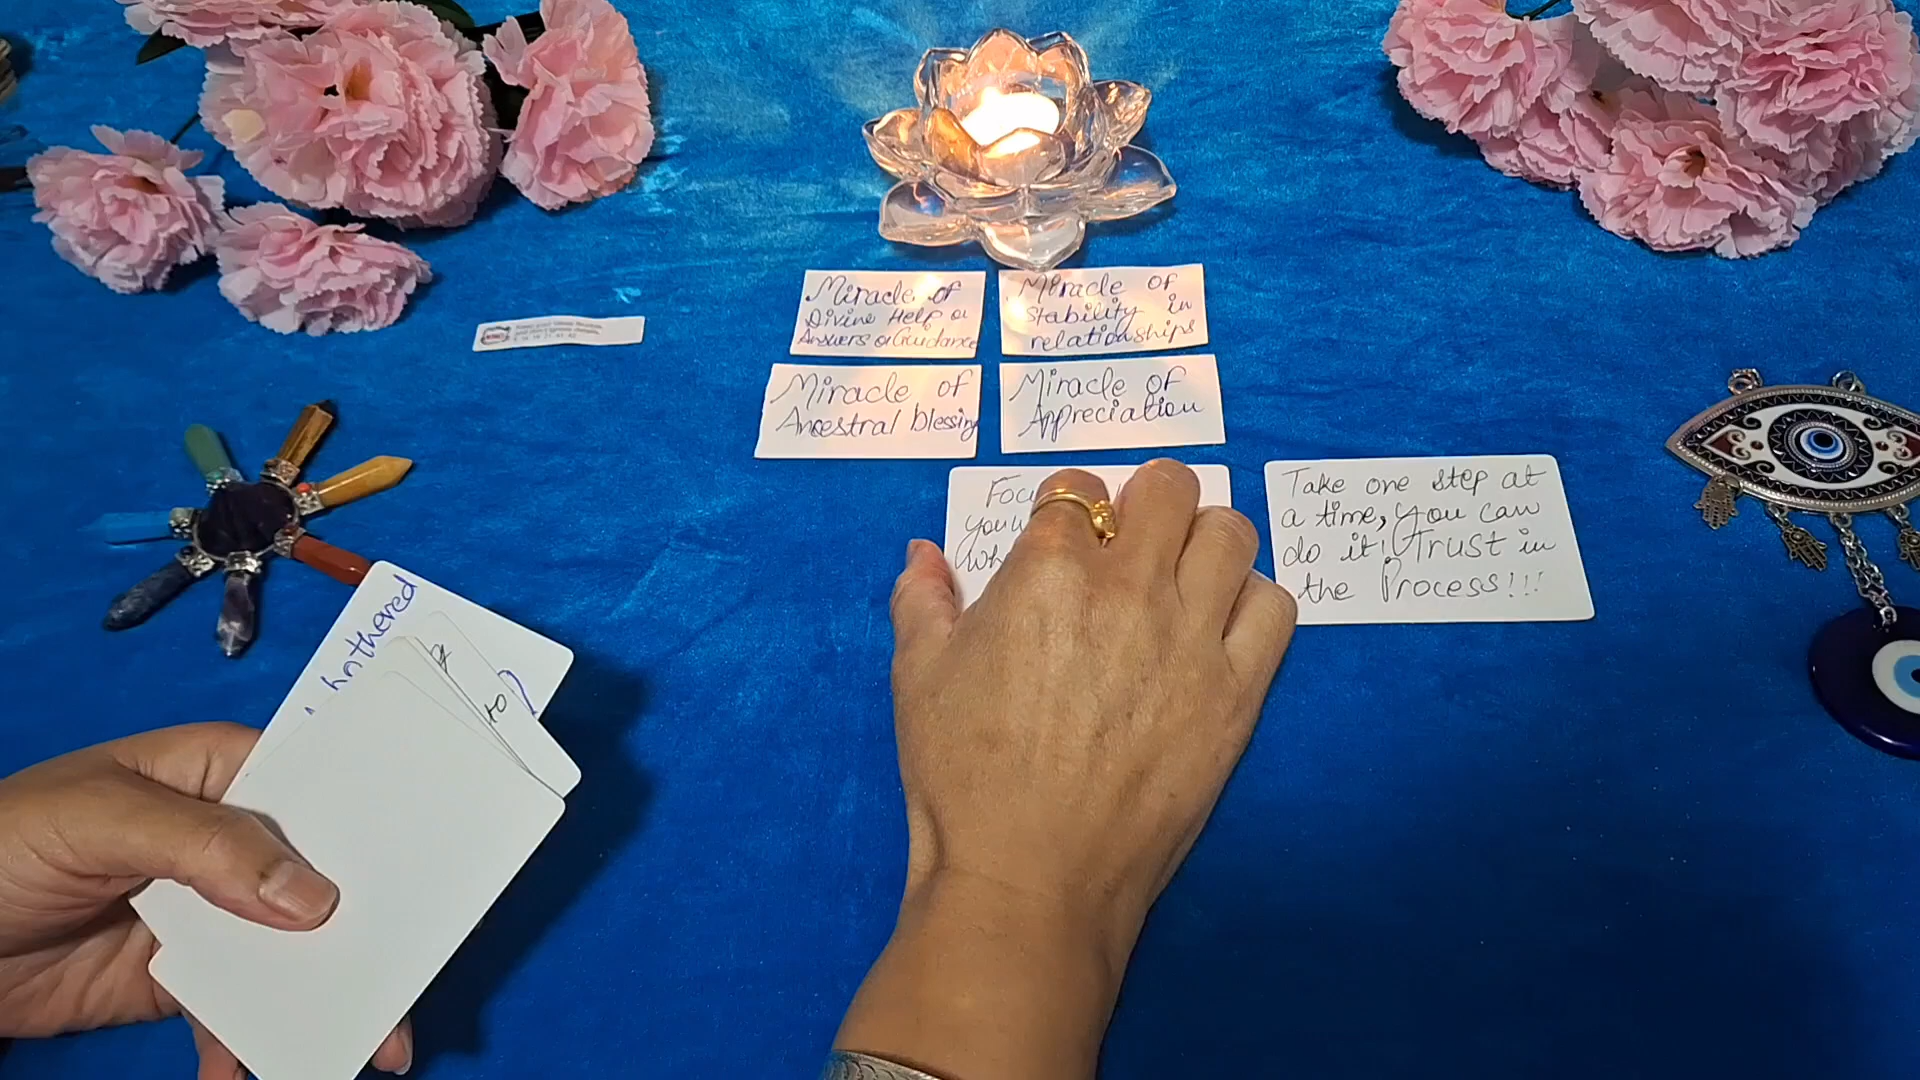 Miracle of
Divine Help or
Answers or Guidance
Miracle of
stability in
relationships
Miracle of
Ancestral blessing
Miracle of
Appreciation
Take one step at
a time, you can
do it! Trust in
the Process!!!
to